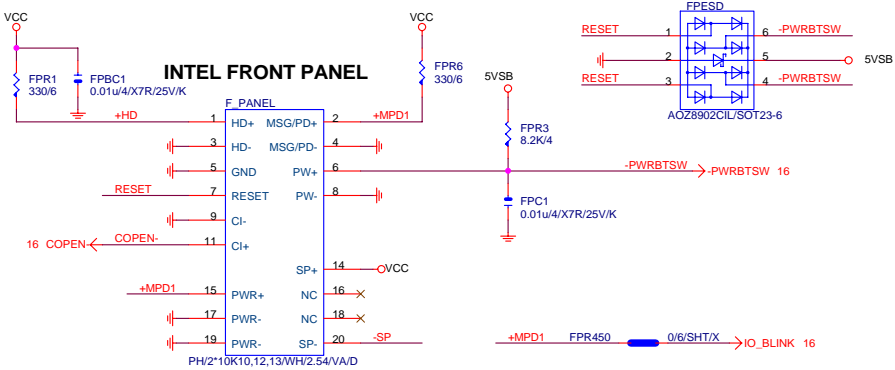 VCC
VCC
FPESD
RESET 1 6 -PWRBTSW
2 5 5VSB
RESET 3 4 -PWRBTSW
AOZ8902CIL/SOT23-6
FPR1
330/6
FPBC1
0.01u/4/X7R/25V/K
INTEL FRONT PANEL
FPR6
330/6
5VSB
FPR3
8.2K/4
F_PANEL
+HD 1 HD+ MSG/PD+ 2 +MPD1
3 HD- MSG/PD- 4
5 GND PW+ 6 -PWRBTSW -PWRBTSW 16
RESET 7 RESET PW- 8
FPC1
0.01u/4/X7R/25V/K
9 CI-
16 COPEN- COPEN- 11 CI+
SP+ 14 VCC
+MPD1 15 PWR+ NC 16
17 PWR- NC 18
19 PWR- SP- 20 -SP
PH/2*10K10,12,13/WH/2.54/VA/D
+MPD1 FPR450 0/6/SHT/X IO_BLINK 16